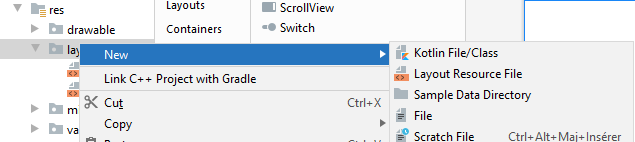 res
Layouts
ScrollView
drawable
Containers
Switch
New
Kotlin File/Class
Layout Resource File
Link C++ Project with Gradle
Sample Data Directory
Cut Ctrl+X
File
Copy
Scratch File Ctrl+Alt+Maj+Insérer